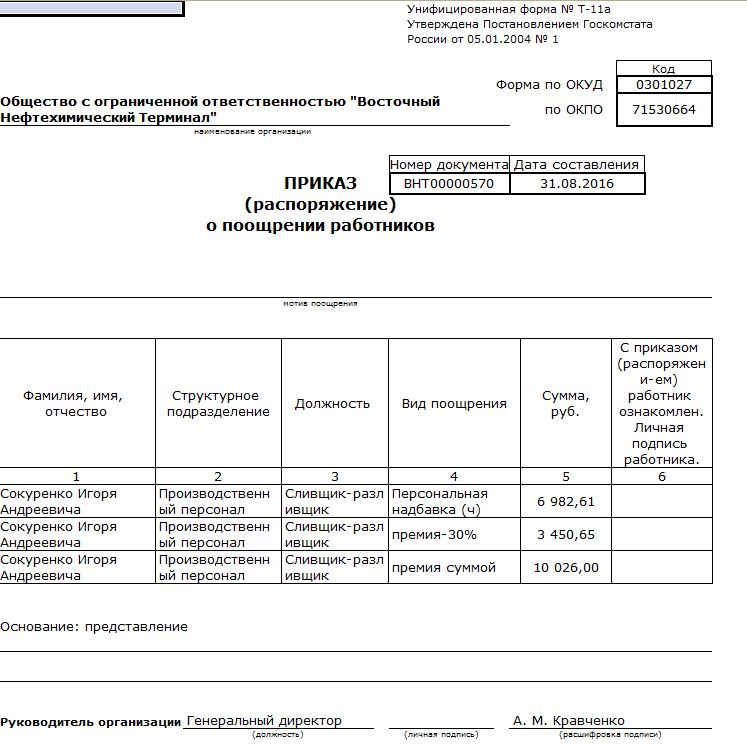 Унифицированная форма № Т-11а
Утверждена Постановлением Госкомстата
России от 05.01.2004 № 1
Код
Форма по ОКУД 0301027
Общество с ограниченной ответственностью "Восточный
Нефтехимический Терминал"
по ОКПО 71530664
наименование организации
Номер документа Дата составления
ПРИКАЗ ВНТ00000570 31.08.2016
(распоряжение)
о поощрении работников
мотив поощрения
Фамилия, имя,
отчество
Структурное
подразделение
Должность
Вид поощрения
Сумма,
руб.
С приказом
(распоряжен
и-ем)
работник
ознакомлен.
Личная
подпись
работника.
1 2 3 4 5 6
Сокуренко Игоря
Андреевича
Производственн
ый персонал
Сливщик-разл
ивщик
Персональная
надбавка (ч)
6 982,61
Сокуренко Игоря
Андреевича
Производственн
ый персонал
Сливщик-разл
ивщик
премия-30%
3 450,65
Сокуренко Игоря
Андреевича
Производственн
ый персонал
Сливщик-разл
ивщик
премия суммой
10 026,00
Основание: представление
Руководитель организации Генеральный директор А. М. Кравченко
(должность) (личная подпись) (расшифровка подписи)